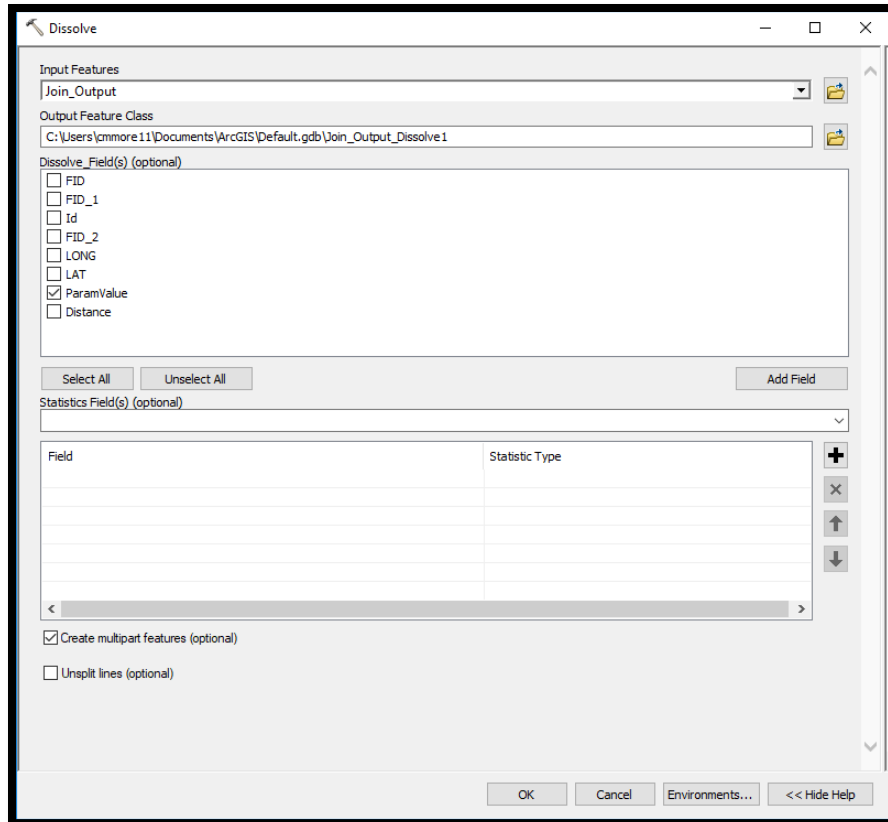 Dissolve
Input Features
Join_Output
Output Feature Class
C:\Users\cmmore11\Documents\ArcGIS\Default.gdb\Join_Output_Dissolve1
Dissolve_Field(s) (optional)
FID
FID_1
Id
FID_2
LONG
LAT
ParamValue
Distance
Select All Unselect All Add Field
Statistics Field(s) (optional)
Field Statistic Type
Create multipart features (optional)
Unsplit lines (optional)
OK Cancel Environments... << Hide Help